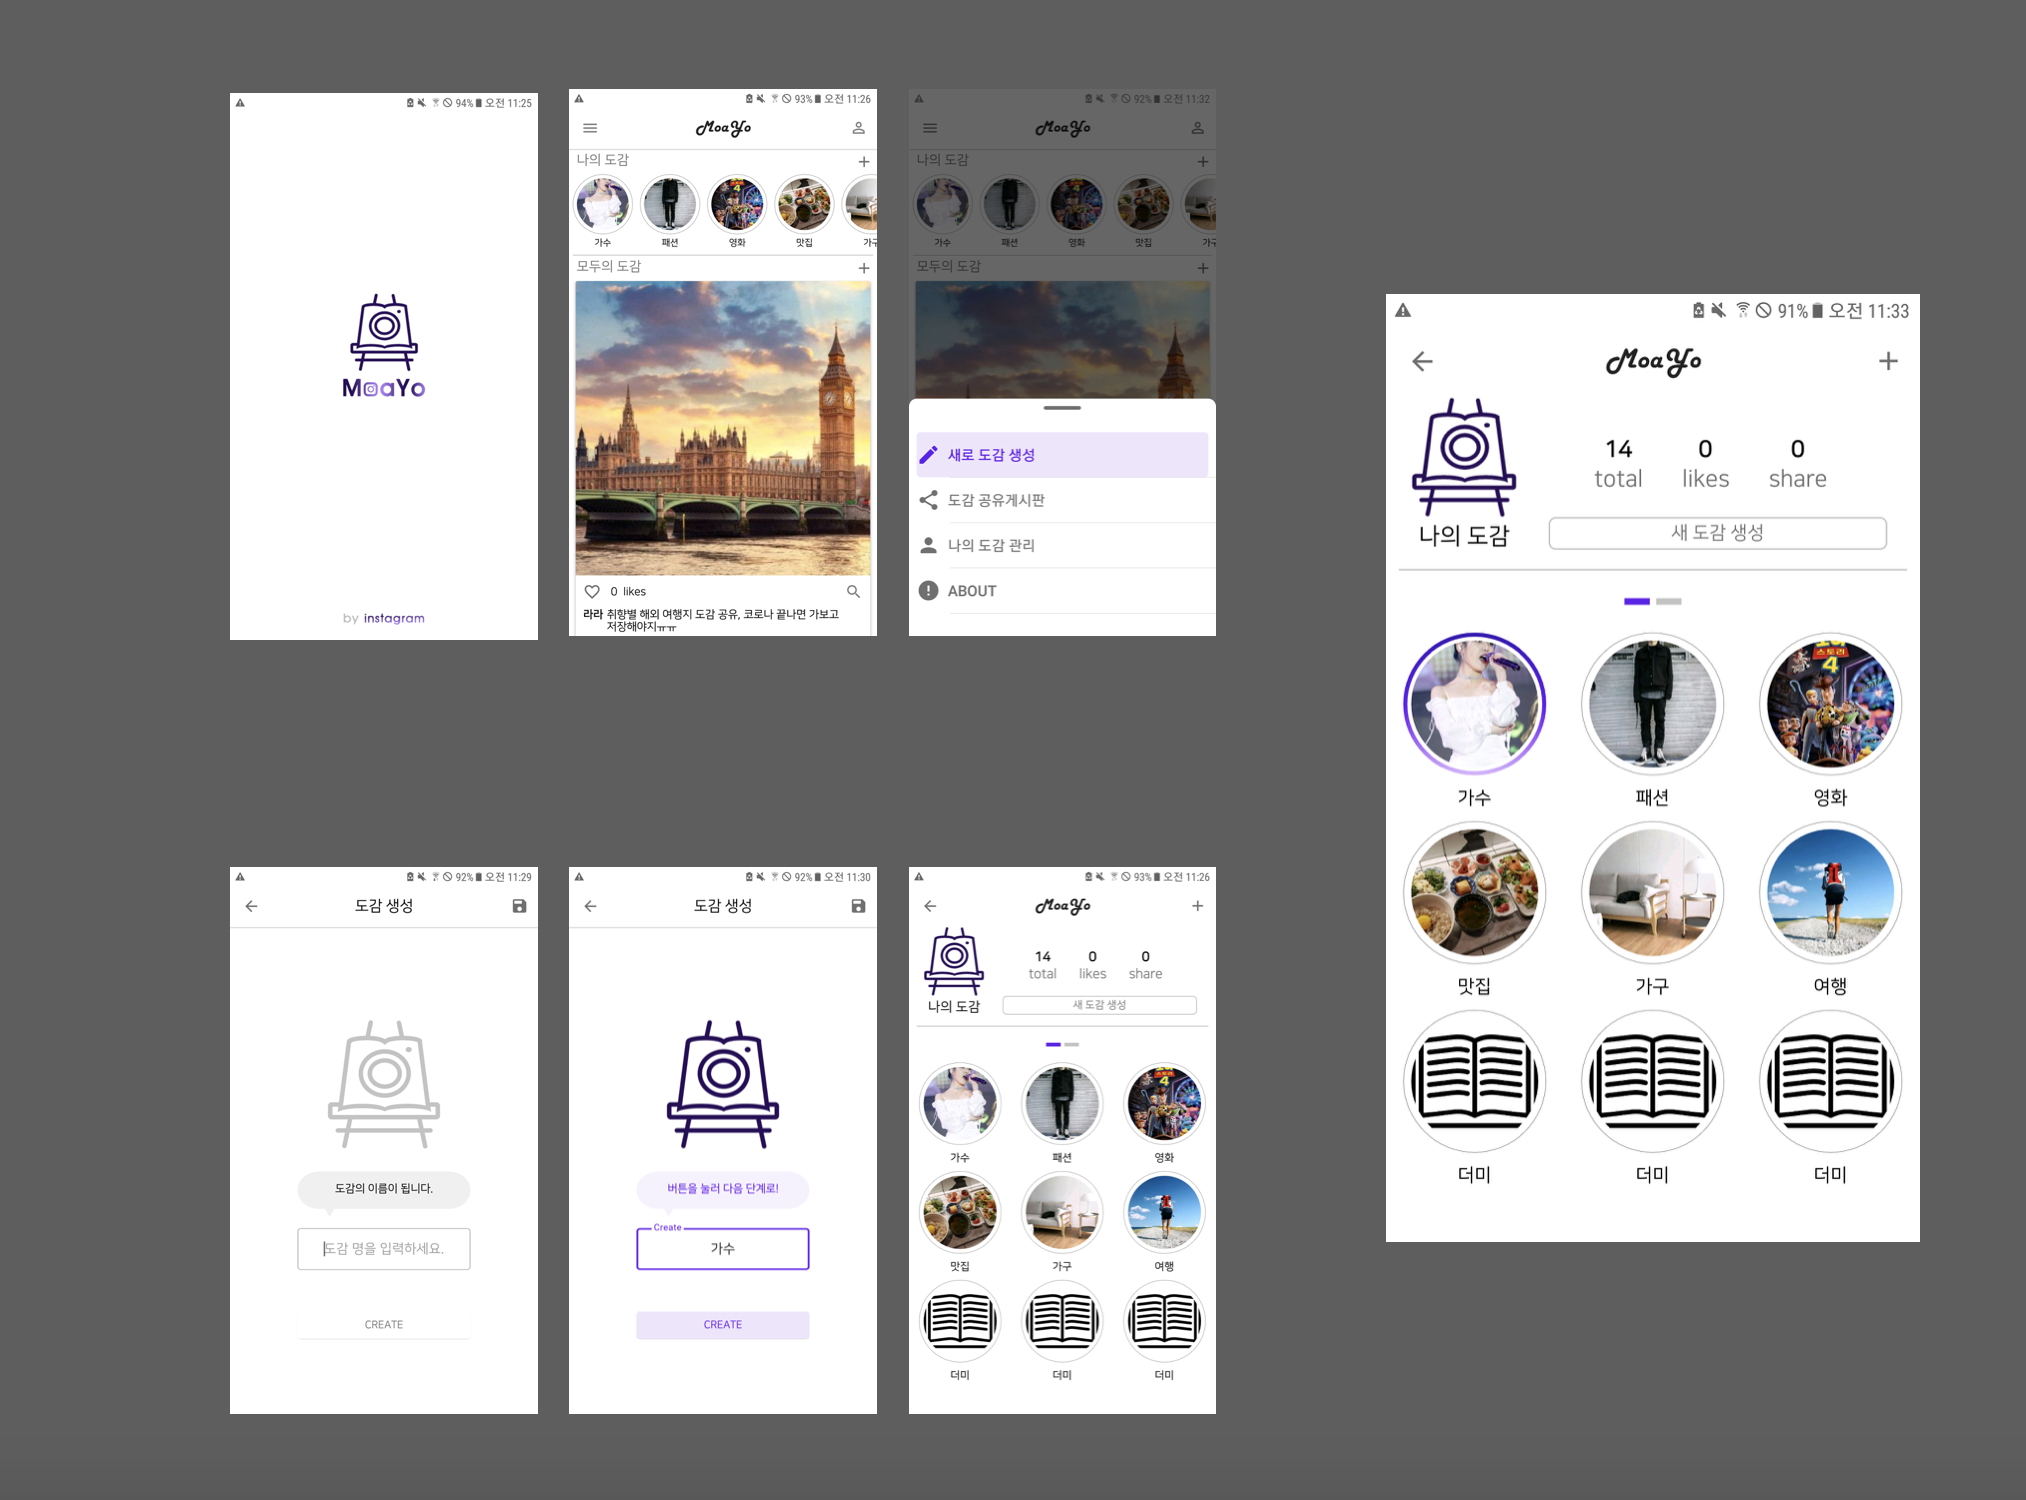 94% 오전 11:25
MoaYo
by instagram
93% 오전 11:26
MoaYo
나의 도감
가수 패션 영화 맛집 가구
모두의 도감
0 likes
라라 취향별 해외 여행지 도감 공유, 코로나 끝나면 가보고
저장해야지ㅠㅠ
92% 오전 11:32
MoaYo
나의 도감
가수 패션 영화 맛집 가구
모두의 도감
새로 도감 생성
도감 공유게시판
나의 도감 관리
ABOUT
92% 오전 11:29
도감 생성
도감의 이름이 됩니다.
도감 명을 입력하세요.
CREATE
92% 오전 11:30
도감 생성
버튼을 눌러 다음 단계로!
Create
가수
CREATE
93% 오전 11:26
MoaYo
14 0 0
total likes share
나의 도감
새 도감 생성
4
가수 패션 영화
맛집 가구 여행
더미 더미 더미
91% 오전 11:33
MoaYo
14 0 0
total likes share
나의 도감
새 도감 생성
스토리
4
가수 패션 영화
맛집 가구 여행
더미 더미 더미